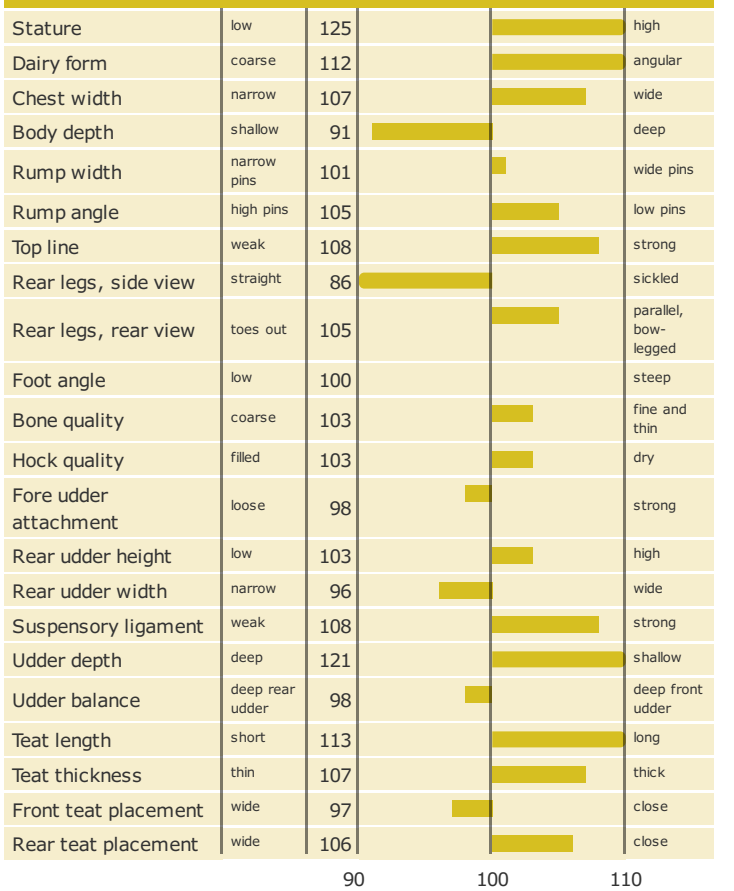 Stature low 125 high
Dairy form coarse 112 angular
Chest width narrow 107 wide
Body depth shallow 91 deep
Rump width narrow pins 101 wide pins
Rump angle high pins 105 low pins
Top line weak 108 strong
Rear legs, side view straight 86 sickled
Rear legs, rear view toes out 105 parallel, bow-legged
Foot angle low 100 steep
Bone quality coarse 103 fine and thin
Hock quality filled 103 dry
Fore udder attachment loose 98 strong
Rear udder height low 103 high
Rear udder width narrow 96 wide
Suspensory ligament weak 108 strong
Udder depth deep 121 shallow
Udder balance deep rear udder 98 deep front udder
Teat length short 113 long
Teat thickness thin 107 thick
Front teat placement wide 97 close
Rear teat placement wide 106 close
90 100 110